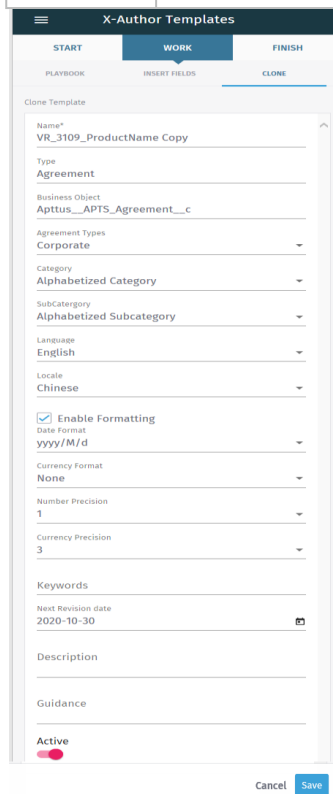 X-Author Templates
START WORK FINISH
PLAYBOOK INSERT FIELDS CLONE
Clone Template
Name*
VR_3109_ProductName Copy
Type
Agreement
Business Object
Apttus__APTS_Agreement__c
Agreement Types
Corporate
Category
Alphabetized Category
SubCatergory
Alphabetized Subcategory
Language
English
Locale
Chinese
Enable Formatting
Date Format
yyyy/M/d
Currency Format
None
Number Precision
1
Currency Precision
3
Keywords
Next Revision date
2020-10-30
Description
Guidance
Active
Cancel Save